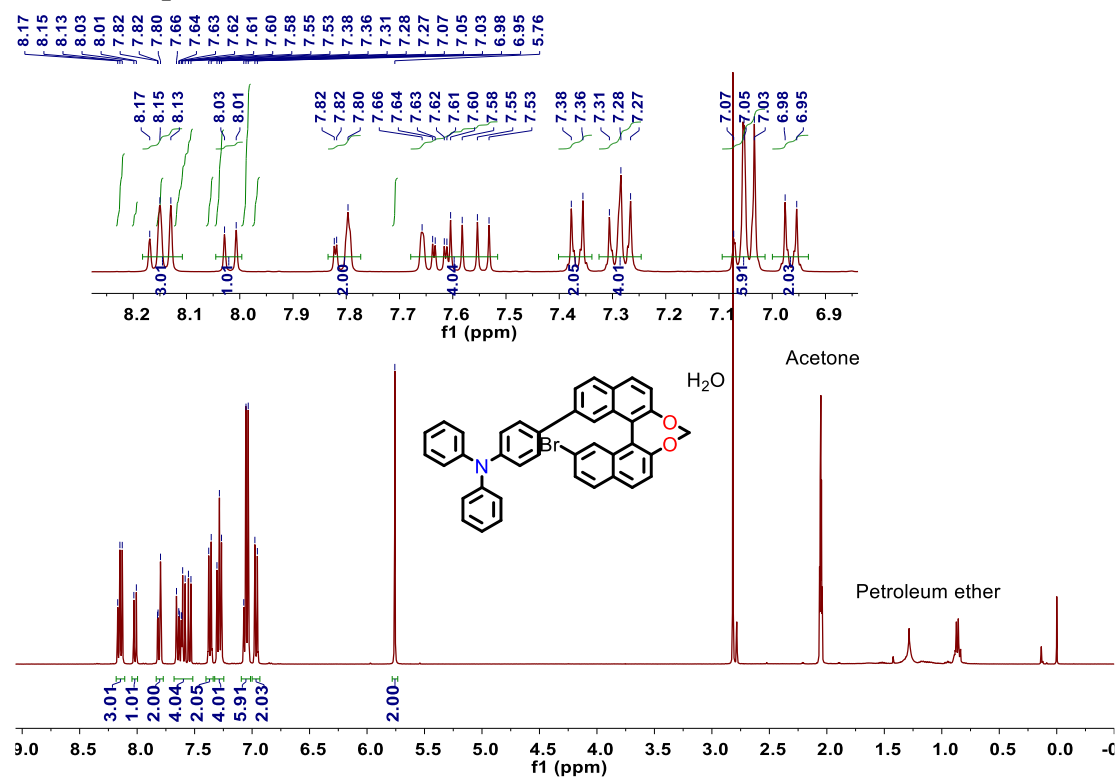 8.17 8.15 8.13 8.03 8.01 7.82 7.82 7.80 7.66 7.64 7.63 7.62 7.61 7.60 7.58 7.55 7.53 7.38 7.36 7.31 7.28 7.27 7.07 7.05 7.03 6.98 6.95 5.76
8.17 8.15 8.13 8.03 8.01 7.82 7.82 7.80 7.66 7.64 7.63 7.62 7.61 7.60 7.58 7.55 7.53 7.38 7.36 7.31 7.28 7.27 7.07 7.05 7.03 6.98 6.95
3.01 1.01 2.00 4.04 2.05 4.01 5.91 2.03
8.2 8.1 8.0 7.9 7.8 7.7 7.6 7.5 7.4 7.3 7.2 7.1 7.0 6.9
f1 (ppm)
Acetone
H2O
O
Br
O
N
Petroleum ether
3.01 1.01 2.00 4.04 2.05 4.01 5.91 2.03 2.00
9.0 8.5 8.0 7.5 7.0 6.5 6.0 5.5 5.0 4.5 4.0 3.5 3.0 2.5 2.0 1.5 1.0 0.5 0.0 -0
f1 (ppm)